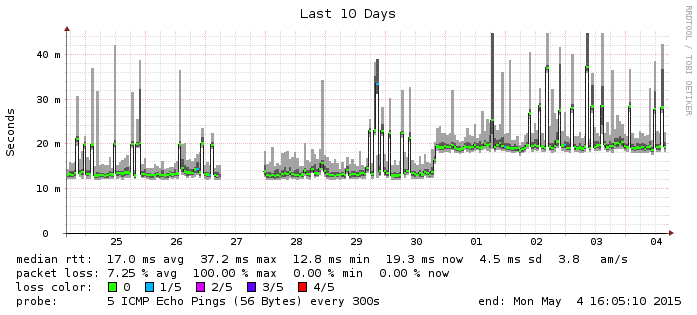 Last 10 Days
RRDTOOL / TOBI OETIKER
Seconds
40 m
30 m
20 m
10 m
0
25 26 27 28 29 30 01 02 03 04
median rtt: 17.0 ms avg 37.2 ms max 12.8 ms min 19.3 ms now 4.5 ms sd 3.8 am/s
packet loss: 7.25 % avg 100.00 % max 0.00 % min 0.00 % now
loss color: 0 1/5 2/5 3/5 4/5
probe: 5 ICMP Echo Pings (56 Bytes) every 300s end: Mon May 4 16:05:10 2015